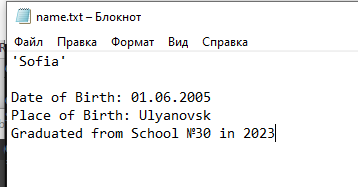 name.txt – Блокнот
Файл Правка Формат Вид Справка
'Sofia'
Date of Birth: 01.06.2005
Place of Birth: Ulyanovsk
Graduated from School №30 in 2023